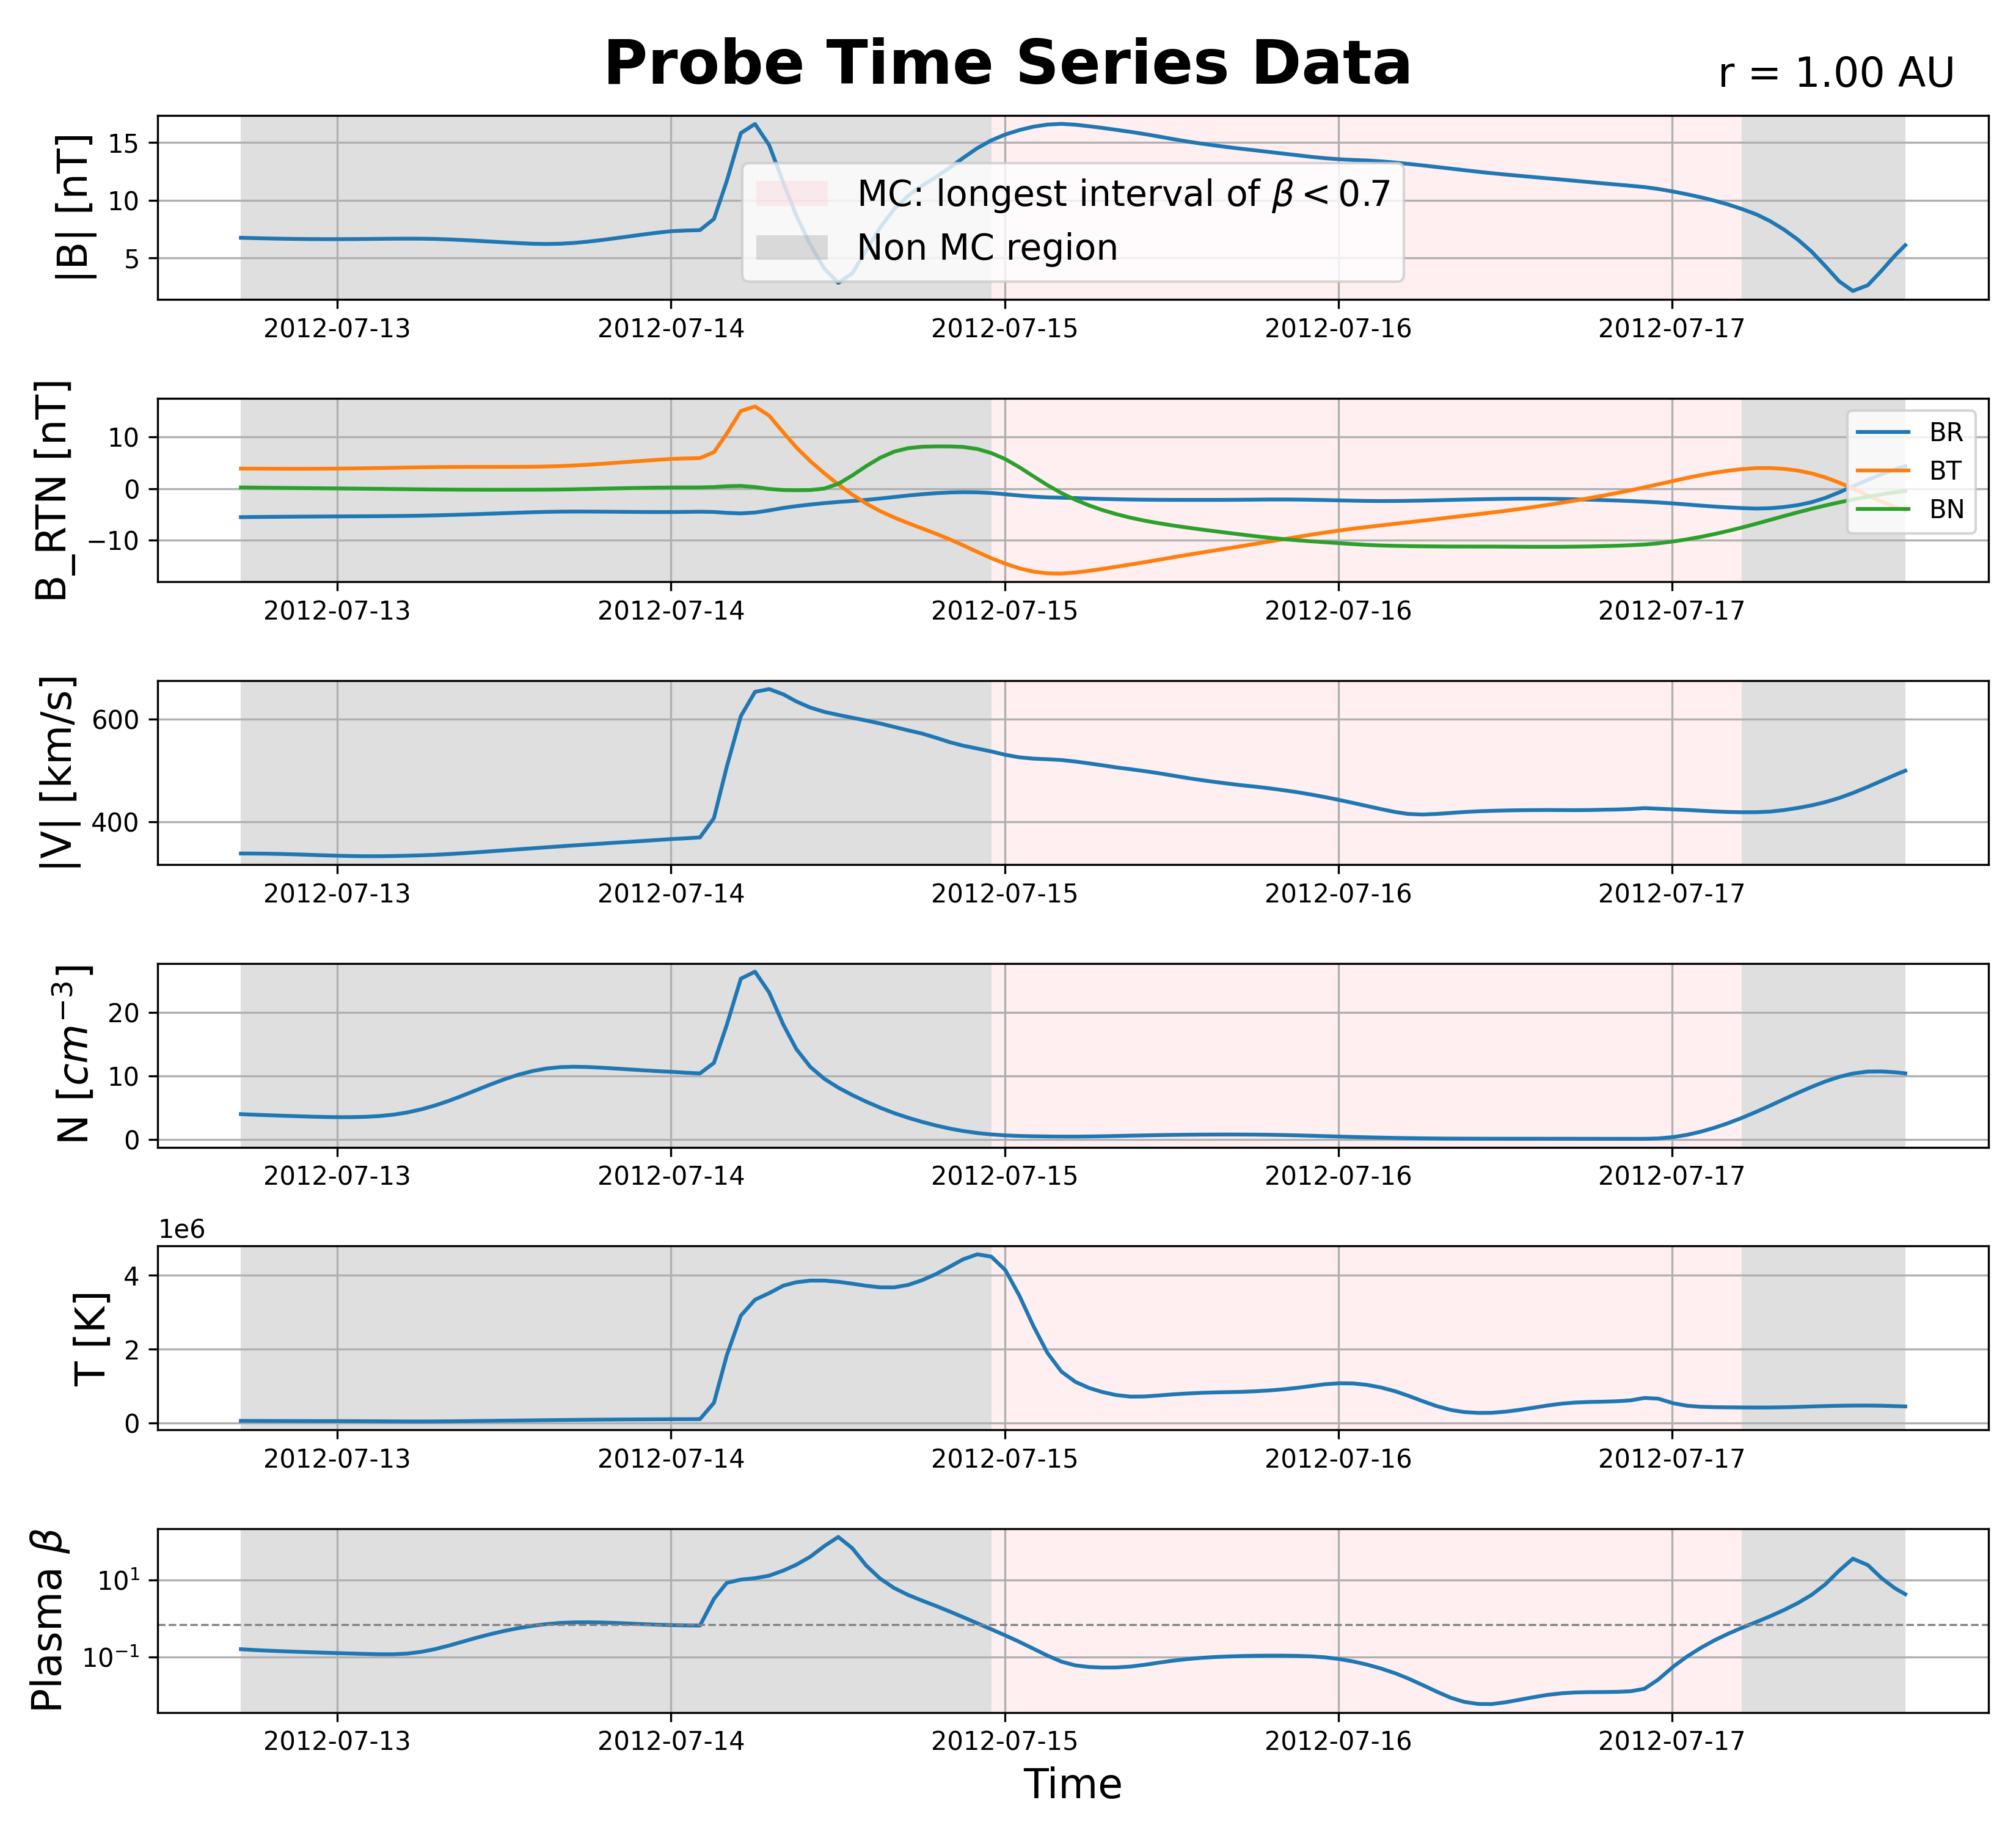 Probe Time Series Data
r = 1.00 AU
|B| [nT]
15
10
5
MC: longest interval of β < 0.7
Non MC region
2012-07-13 2012-07-14 2012-07-15 2012-07-16 2012-07-17
B_RTN [nT]
10
0
−10
BR
BT
BN
2012-07-13 2012-07-14 2012-07-15 2012-07-16 2012-07-17
|V| [km/s]
600
400
2012-07-13 2012-07-14 2012-07-15 2012-07-16 2012-07-17
N [cm⁻³]
20
10
0
2012-07-13 2012-07-14 2012-07-15 2012-07-16 2012-07-17
1e6
T [K]
4
2
0
2012-07-13 2012-07-14 2012-07-15 2012-07-16 2012-07-17
Plasma β
10¹
10⁻¹
2012-07-13 2012-07-14 2012-07-15 2012-07-16 2012-07-17
Time